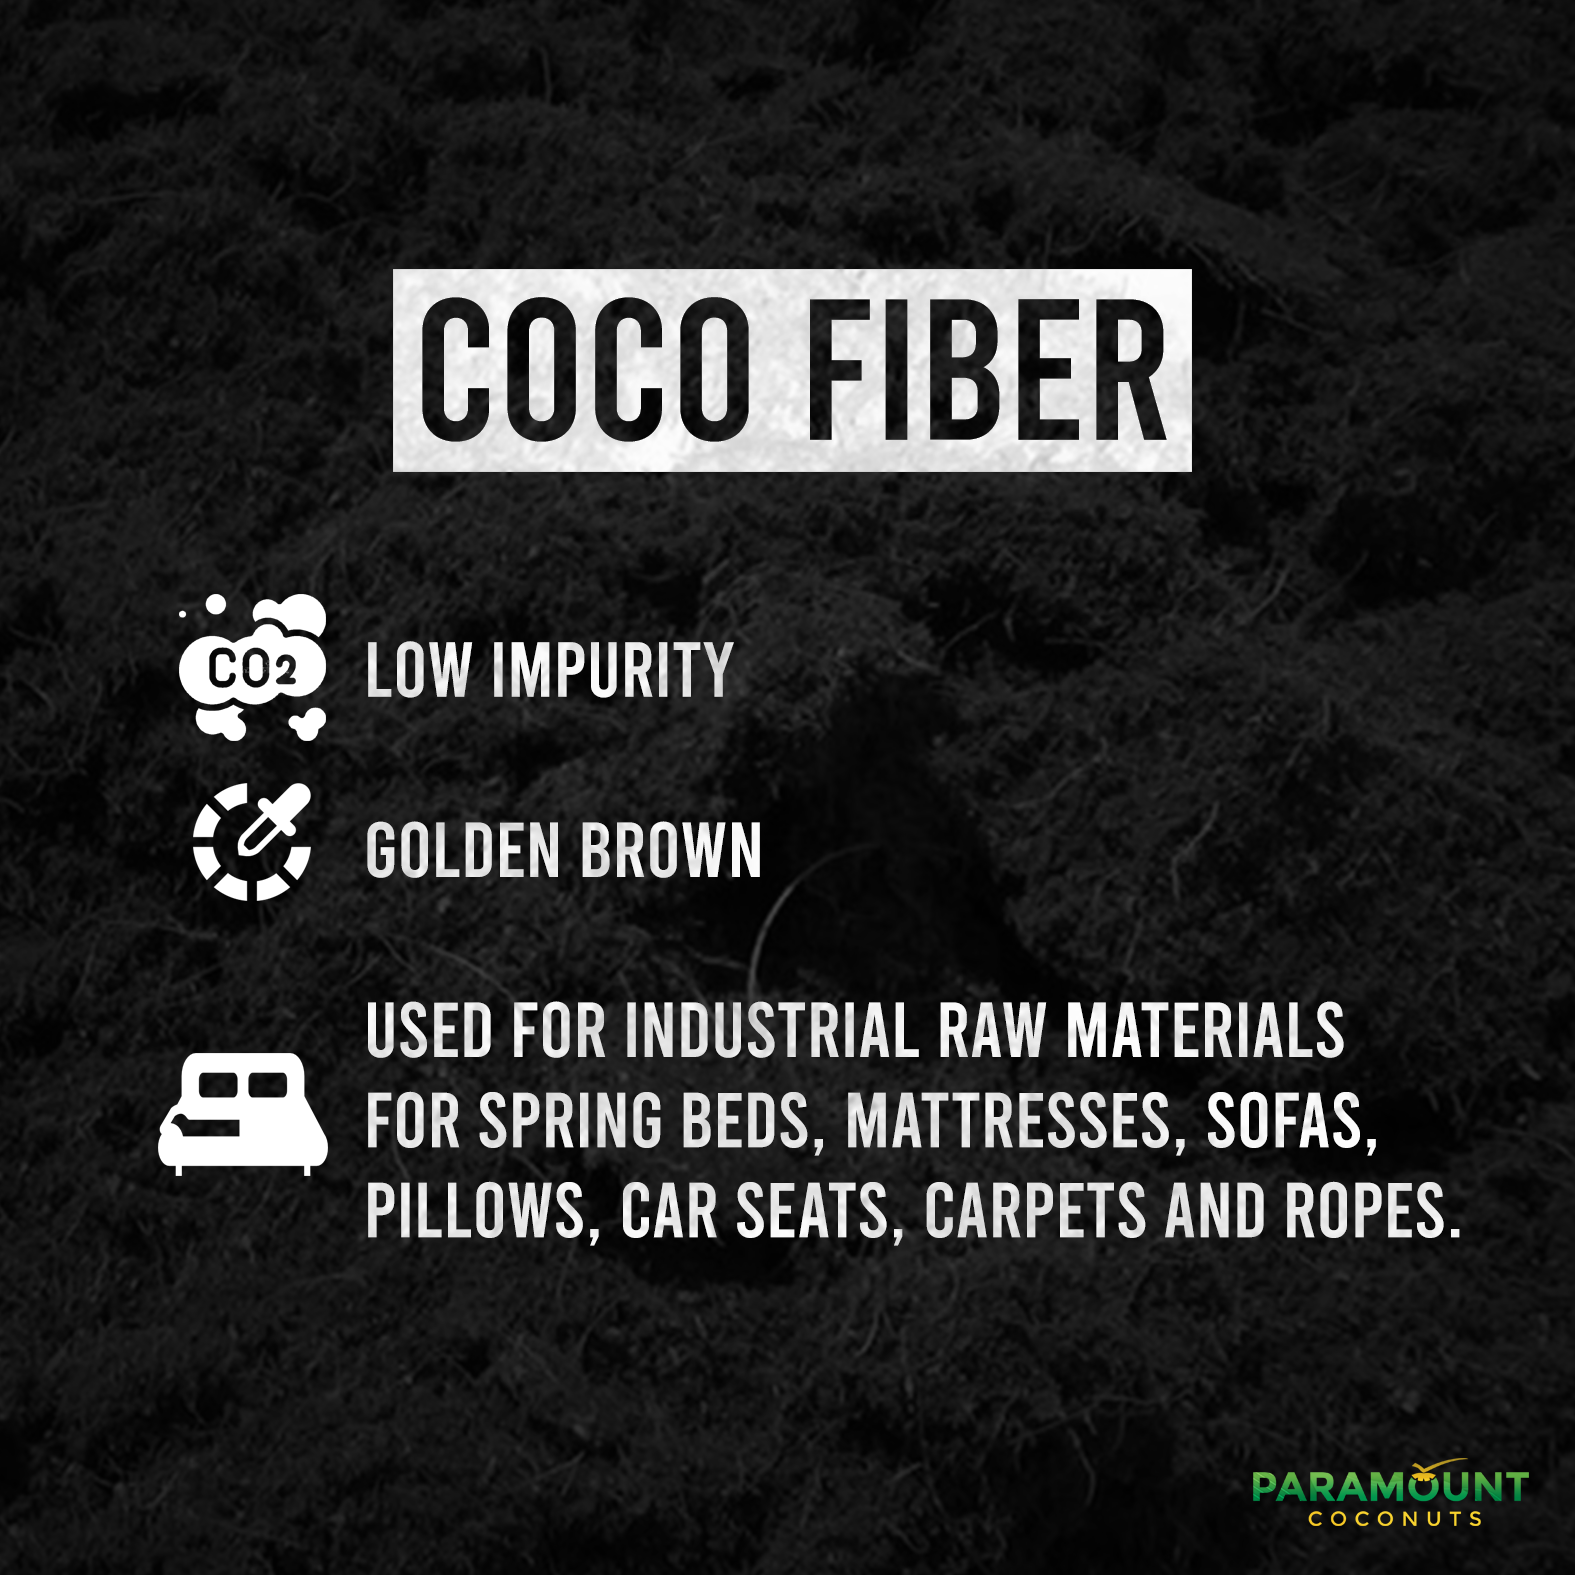 COCO FIBER
CO2
LOW IMPURITY
GOLDEN BROWN
USED FOR INDUSTRIAL RAW MATERIALS
FOR SPRING BEDS, MATTRESSES, SOFAS,
PILLOWS, CAR SEATS, CARPETS AND ROPES.
PARAMOUNT
COCONUTS